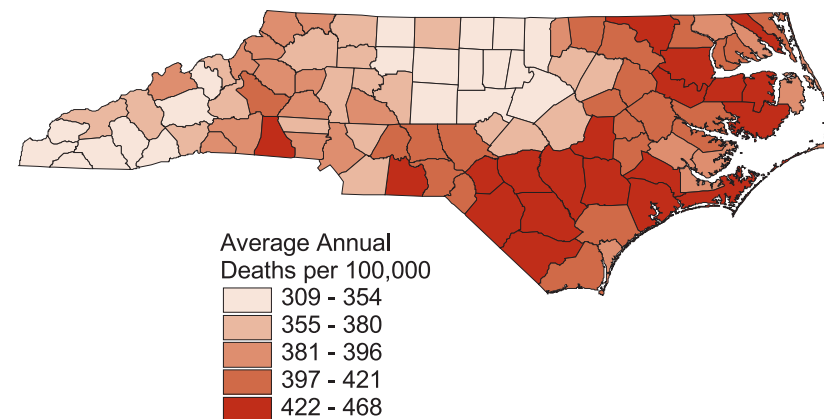 Average Annual
Deaths per 100,000
309 - 354
355 - 380
381 - 396
397 - 421
422 - 468